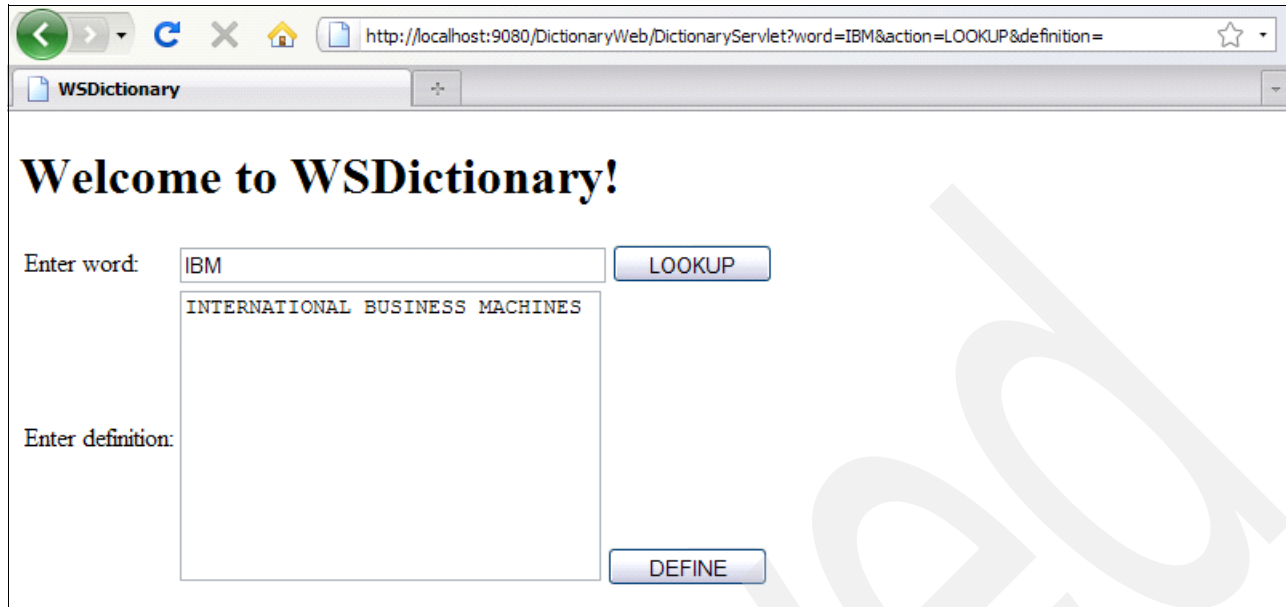 http://localhost:9080/DictionaryWeb/DictionaryServlet?word=IBM&action=LOOKUP&definition=
WSDictionary
Welcome to WSDictionary!
Enter word: IBM LOOKUP
INTERNATIONAL BUSINESS MACHINES
Enter definition:
DEFINE